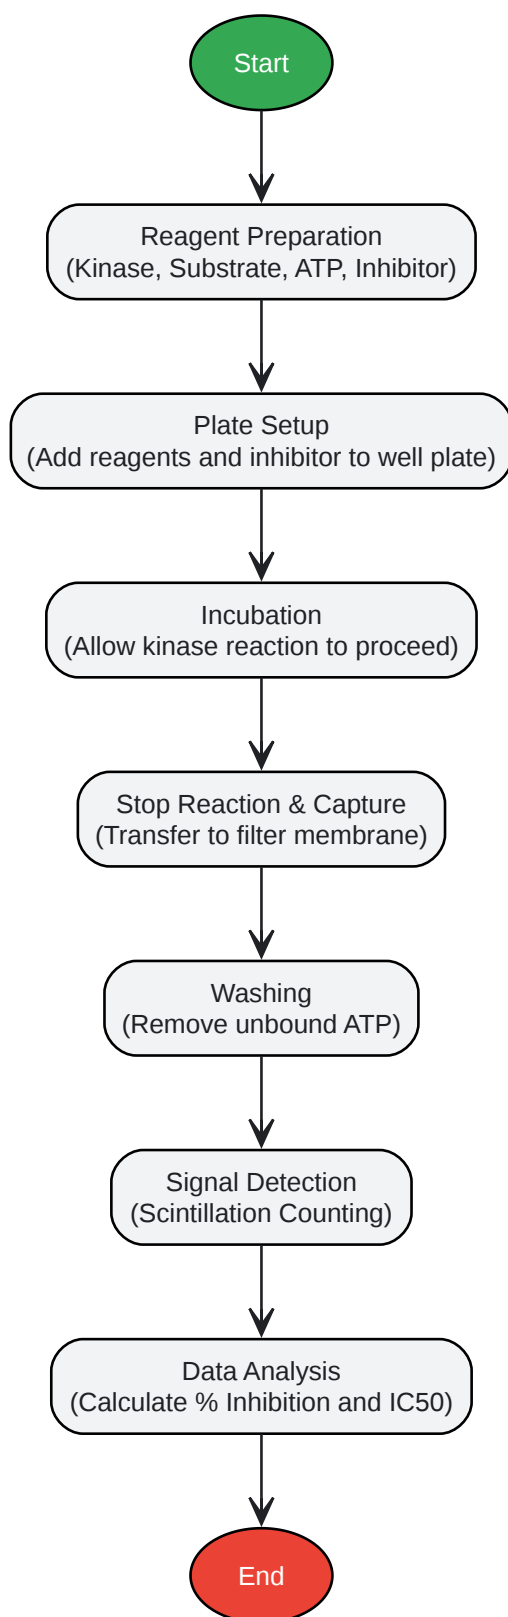 Start
Reagent Preparation
(Kinase, Substrate, ATP, Inhibitor)
Plate Setup
(Add reagents and inhibitor to well plate)
Incubation
(Allow kinase reaction to proceed)
Stop Reaction & Capture
(Transfer to filter membrane)
Washing
(Remove unbound ATP)
Signal Detection
(Scintillation Counting)
Data Analysis
(Calculate % Inhibition and IC50)
End